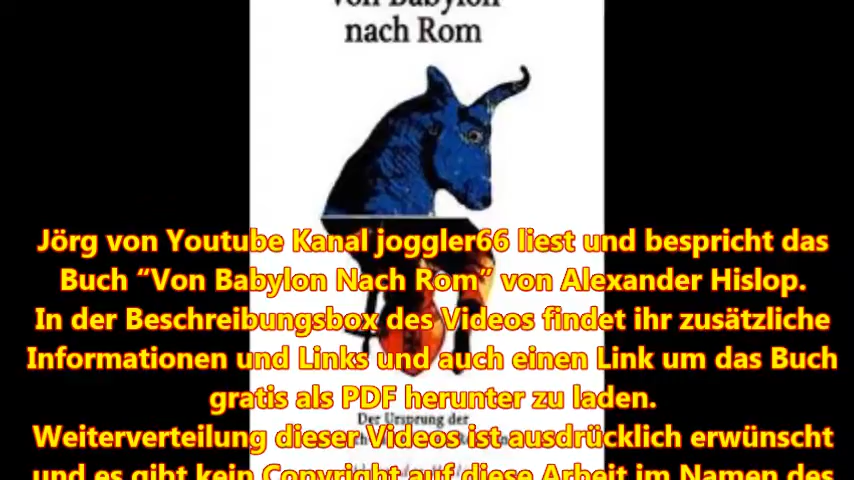 von Babylon
nach Rom
Jörg von Youtube Kanal joggler66 liest und bespricht das
Buch “Von Babylon Nach Rom” von Alexander Hislop.
In der Beschreibungsbox des Videos findet ihr zusätzliche
Informationen und Links und auch einen Link um das Buch
gratis als PDF herunter zu laden.
Der Ursprung der
Weiterverteilung dieser Videos ist ausdrücklich erwünscht
und es gibt kein Copyright auf diese Arbeit im Namen des